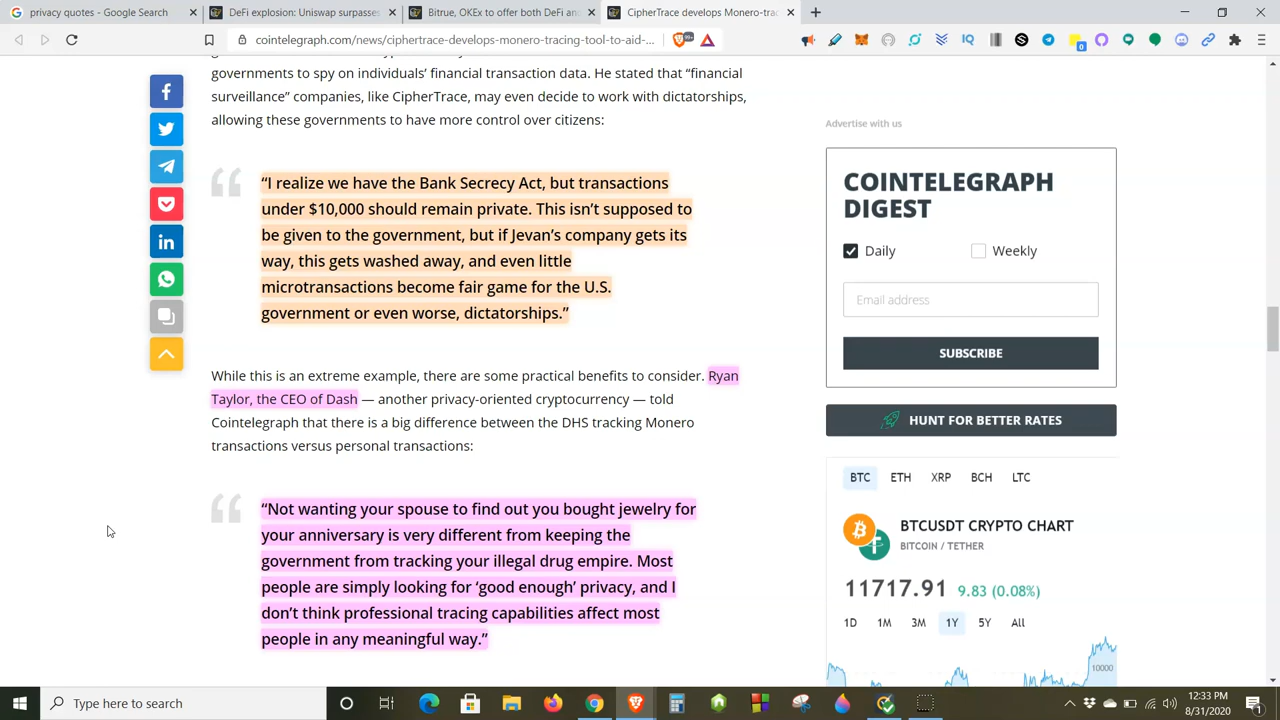 privacy quotes - Google Search
DeFi explosion: Uniswap surpasses
Bitrue, OKEx to offer both DeFi and
CipherTrace develops Monero-trac
cointelegraph.com/news/ciphertrace-develops-monero-tracing-tool-to-aid-...
99+
IQ
0
governments to spy on individuals’ financial transaction data. He stated that “financial
surveillance” companies, like CipherTrace, may even decide to work with dictatorships,
allowing these governments to have more control over citizens:
“I realize we have the Bank Secrecy Act, but transactions
under $10,000 should remain private. This isn’t supposed to
be given to the government, but if Jevan’s company gets its
way, this gets washed away, and even little
microtransactions become fair game for the U.S.
government or even worse, dictatorships.”
While this is an extreme example, there are some practical benefits to consider. Ryan
Taylor, the CEO of Dash — another privacy-oriented cryptocurrency — told
Cointelegraph that there is a big difference between the DHS tracking Monero
transactions versus personal transactions:
“Not wanting your spouse to find out you bought jewelry for
your anniversary is very different from keeping the
government from tracking your illegal drug empire. Most
people are simply looking for ‘good enough’ privacy, and I
don’t think professional tracing capabilities affect most
people in any meaningful way.”
Advertise with us
COINTELEGRAPH
DIGEST
Daily
Weekly
Email address
SUBSCRIBE
HUNT FOR BETTER RATES
BTC ETH XRP BCH LTC
BTCUSDT CRYPTO CHART
BITCOIN / TETHER
11717.91 9.83 (0.08%)
1D 1M 3M 1Y 5Y All
10000
Type here to search
12:33 PM
8/31/2020
1